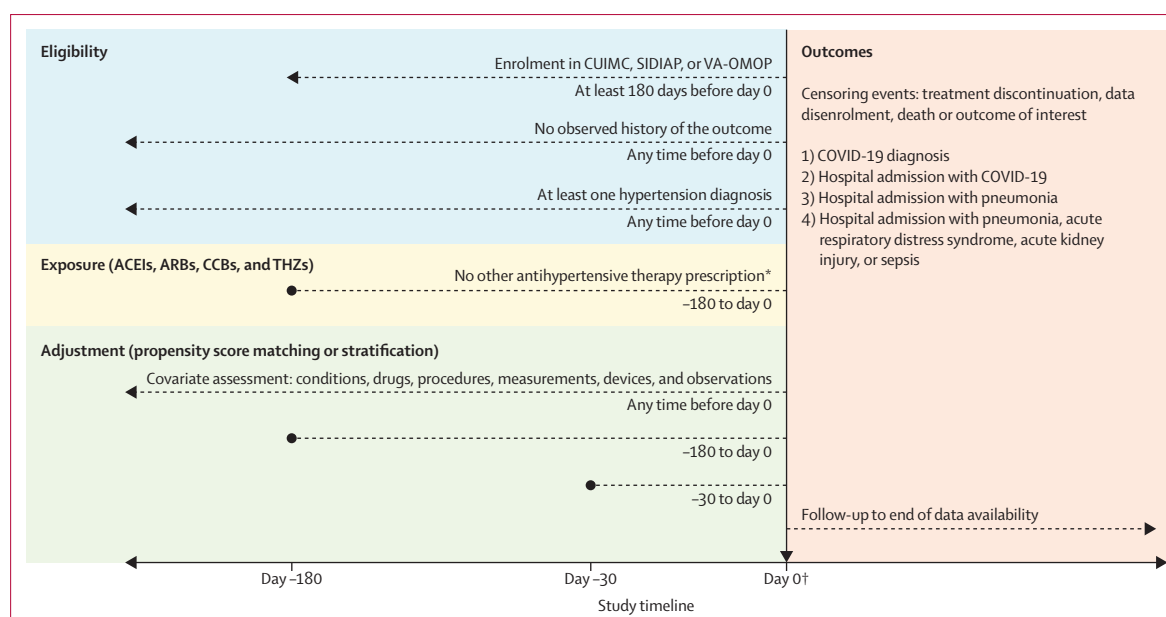 Eligibility
Enrolment in CUIMC, SIDIAP, or VA-OMOP
At least 180 days before day 0
No observed history of the outcome
Any time before day 0
At least one hypertension diagnosis
Any time before day 0
Exposure (ACEIs, ARBs, CCBs, and THZs)
No other antihypertensive therapy prescription*
–180 to day 0
Adjustment (propensity score matching or stratification)
Covariate assessment: conditions, drugs, procedures, measurements, devices, and observations
Any time before day 0
–180 to day 0
–30 to day 0
Outcomes
Censoring events: treatment discontinuation, data
disenrolment, death or outcome of interest
1) COVID-19 diagnosis
2) Hospital admission with COVID-19
3) Hospital admission with pneumonia
4) Hospital admission with pneumonia, acute
respiratory distress syndrome, acute kidney
injury, or sepsis
Follow-up to end of data availability
Day –180
Day –30
Day 0†
Study timeline